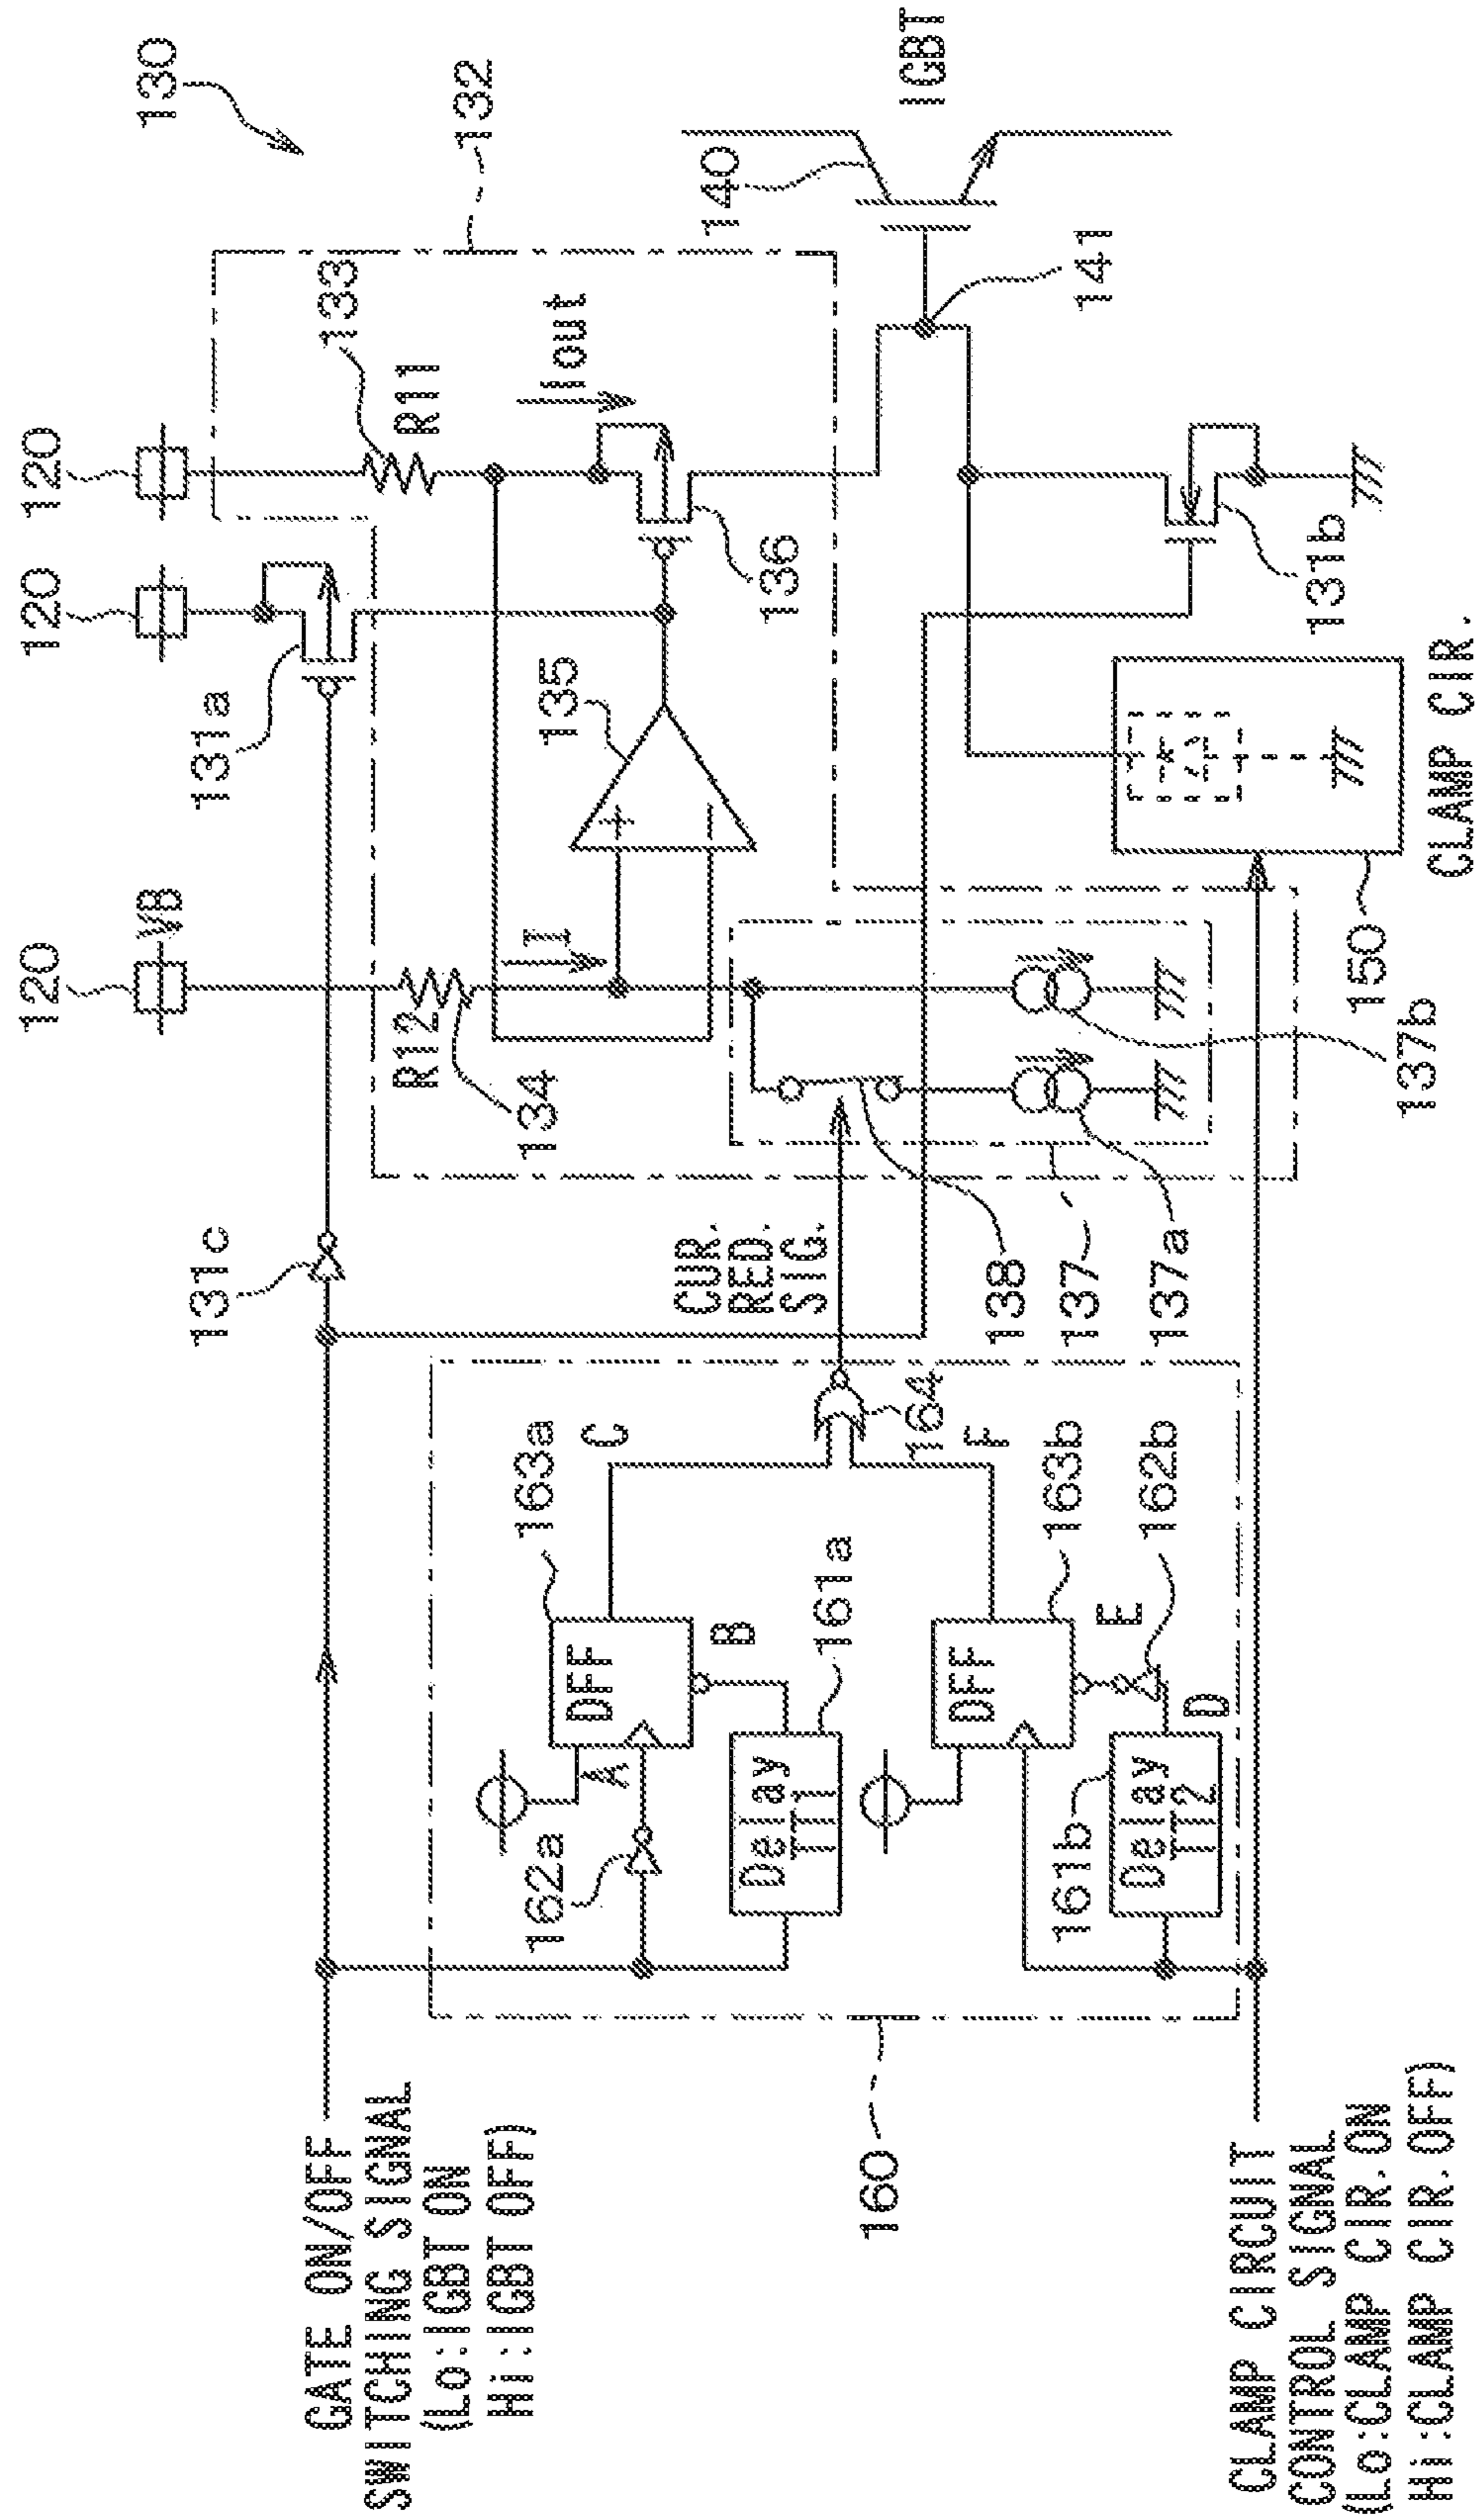 130
120
120
120
VB
131a
131c
132
133
R11
Iout
R12
134
I
135
+
−
136
140
IGBT
141
131b
137b
137
137a
138
CUR.
RED.
SIG.
150
CLAMP CIR.
GATE ON/OFF
SWITCHING SIGNAL
(Lo:IGBT ON
Hi:IGBT OFF)
160
162a
A
DFF
163a
C
B
Delay
TT1
161a
164
DFF
163b
F
E
162b
D
Delay
TT2
161b
CLAMP CIRCUIT
CONTROL SIGNAL
(Lo:CLAMP CIR.ON
Hi:CLAMP CIR.OFF)